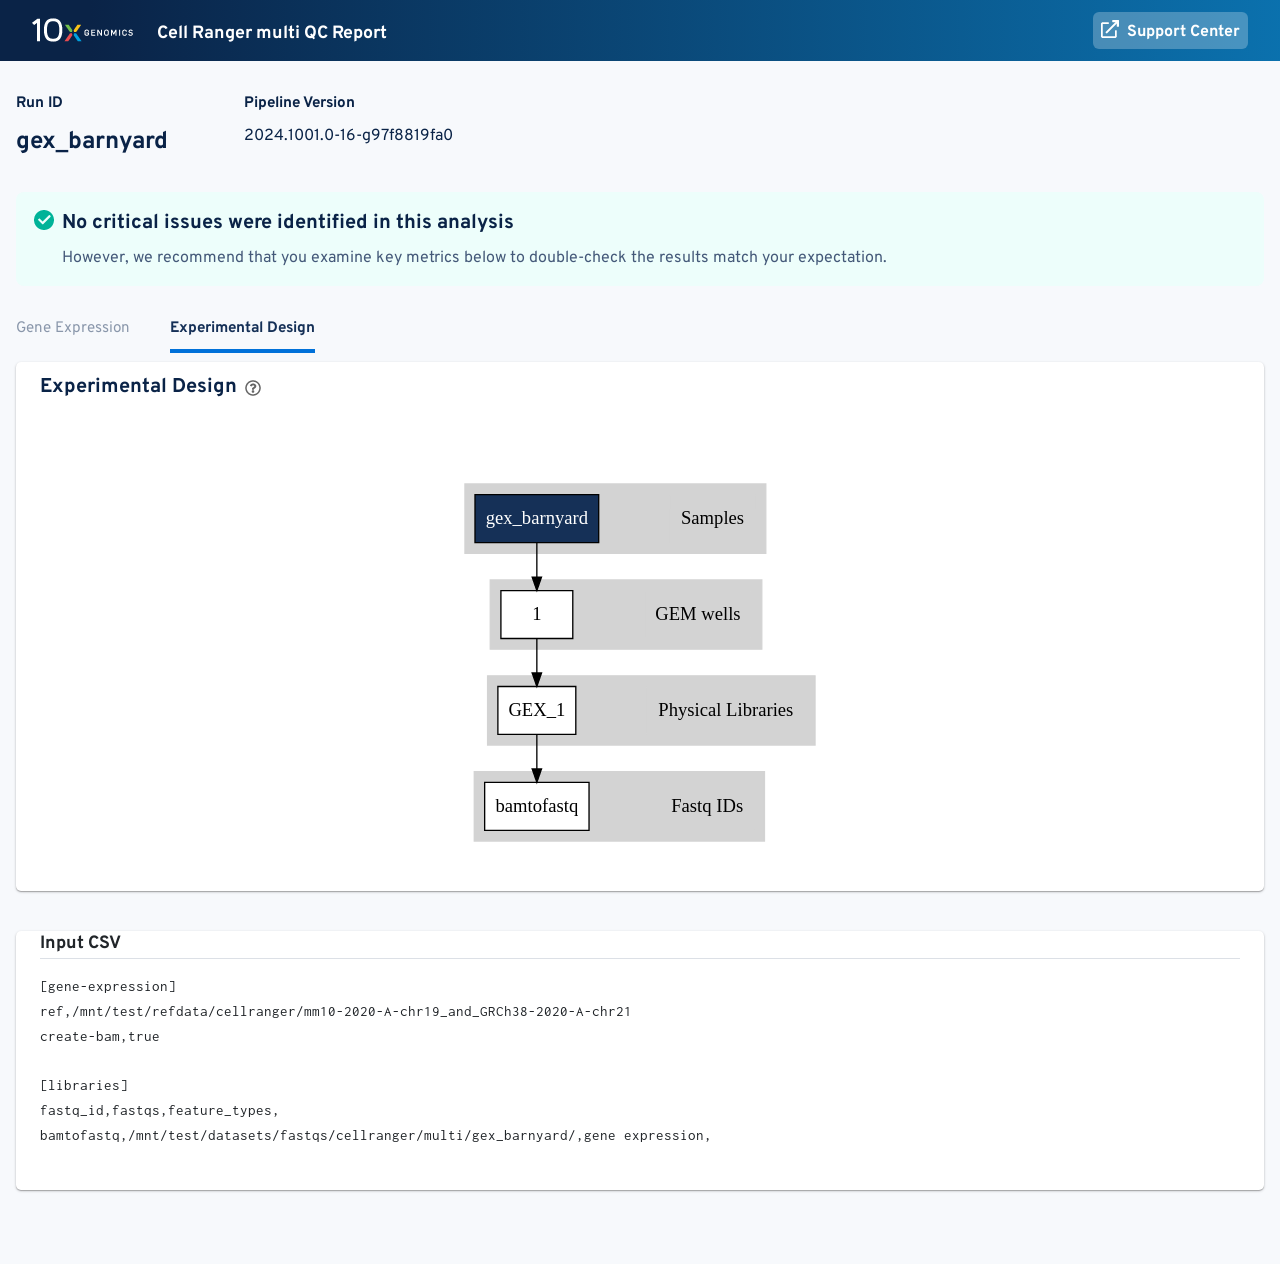 10x GENOMICS Cell Ranger multi QC Report Support Center
Run ID Pipeline Version
gex_barnyard 2024.1001.0-16-g97f8819fa0
No critical issues were identified in this analysis
However, we recommend that you examine key metrics below to double-check the results match your expectation.
Gene Expression Experimental Design
Experimental Design ?
gex_barnyard Samples
1 GEM wells
GEX_1 Physical Libraries
bamtofastq Fastq IDs
Input CSV
[gene-expression]
ref,/mnt/test/refdata/cellranger/mm10-2020-A-chr19_and_GRCh38-2020-A-chr21
create-bam,true
[libraries]
fastq_id,fastqs,feature_types,
bamtofastq,/mnt/test/datasets/fastqs/cellranger/multi/gex_barnyard/,gene expression,